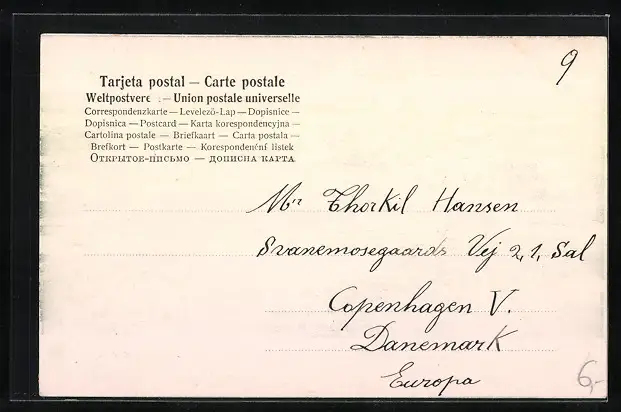 9
Tarjeta postal — Carte postale
Weltpostvere : — Union postale universelle
Correspondenzkarte — Levelező-Lap — Dopisnice —
Dopisnica — Postcard — Karta korespondencyjna —
Cartolina postale — Briefkaart — Carta postala —
Brefkort — Postkarte — Korespondenční listek
Открытое-письмо — дописна карта.
Mr Thorkil Hansen
Svanemosegaards Vej 2, 1, Sal
Copenhagen V.
Danemark
Europa
6,-